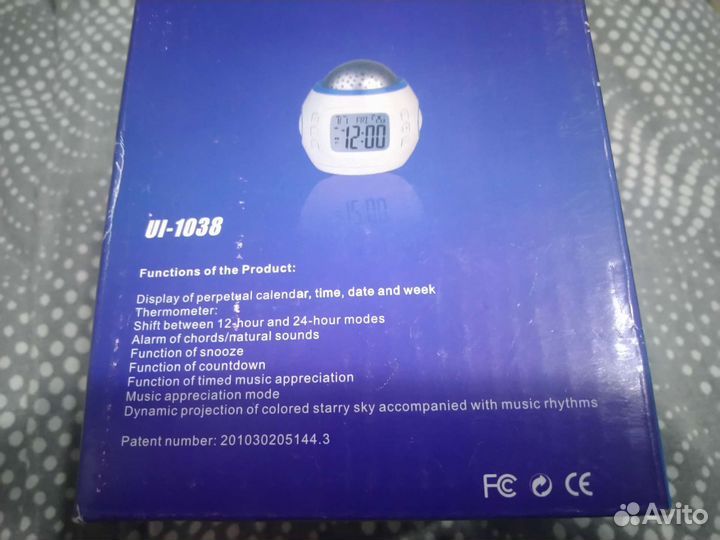 12:00
UI-1038
Functions of the Product:
Display of perpetual calendar, time, date and week
Thermometer:
Shift between 12-hour and 24-hour modes
Alarm of chords/natural sounds
Function of snooze
Function of countdown
Function of timed music appreciation
Music appreciation mode
Dynamic projection of colored starry sky accompanied with music rhythms
Patent number: 201030205144.3
FC CE
Avito